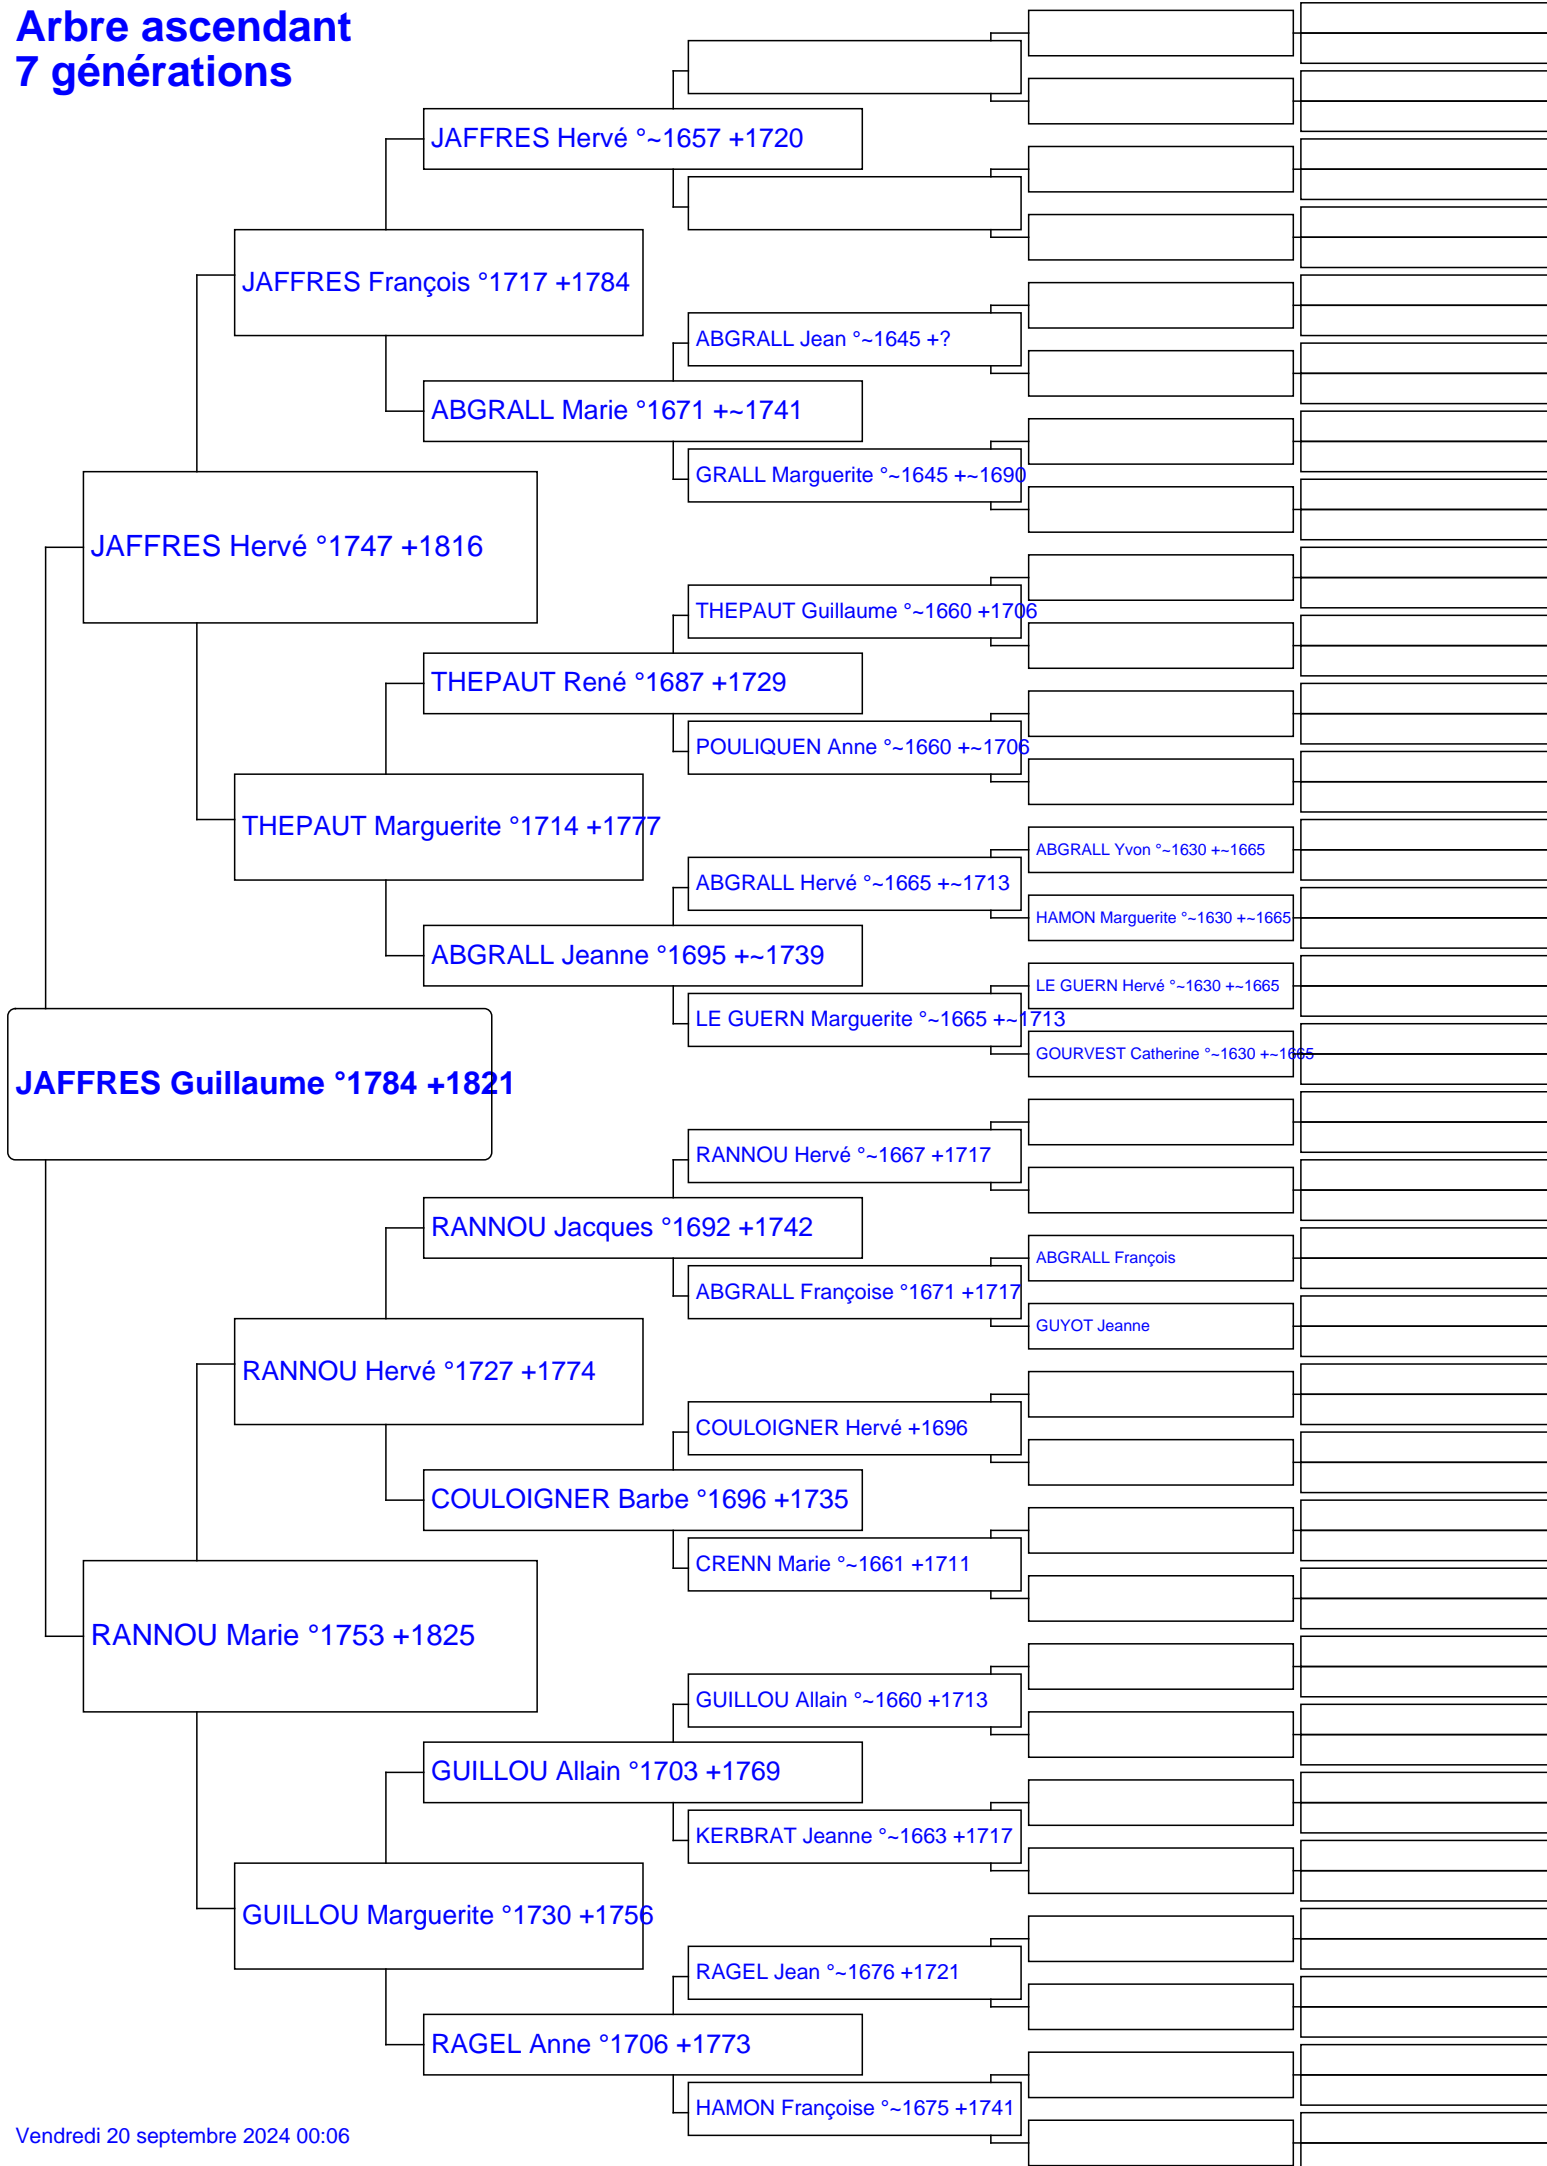 Arbre ascendant
7 générations
JAFFRES Hervé °~1657 +1720
JAFFRES François °1717 +1784
ABGRALL Jean °~1645 +?
ABGRALL Marie °1671 +~1741
GRALL Marguerite °~1645 +~1690
JAFFRES Hervé °1747 +1816
THEPAUT Guillaume °~1660 +1706
THEPAUT René °1687 +1729
POULIQUEN Anne °~1660 +~1706
THEPAUT Marguerite °1714 +1777
ABGRALL Yvon °~1630 +~1665
ABGRALL Hervé °~1665 +~1713
HAMON Marguerite °~1630 +~1665
ABGRALL Jeanne °1695 +~1739
LE GUERN Hervé °~1630 +~1665
LE GUERN Marguerite °~1665 +~1713
GOURVEST Catherine °~1630 +~1665
JAFFRES Guillaume °1784 +1821
RANNOU Hervé °~1667 +1717
RANNOU Jacques °1692 +1742
ABGRALL François
ABGRALL Françoise °1671 +1717
GUYOT Jeanne
RANNOU Hervé °1727 +1774
COULOIGNER Hervé +1696
COULOIGNER Barbe °1696 +1735
CRENN Marie °~1661 +1711
RANNOU Marie °1753 +1825
GUILLOU Allain °~1660 +1713
GUILLOU Allain °1703 +1769
KERBRAT Jeanne °~1663 +1717
GUILLOU Marguerite °1730 +1756
RAGEL Jean °~1676 +1721
RAGEL Anne °1706 +1773
HAMON Françoise °~1675 +1741
Vendredi 20 septembre 2024 00:06